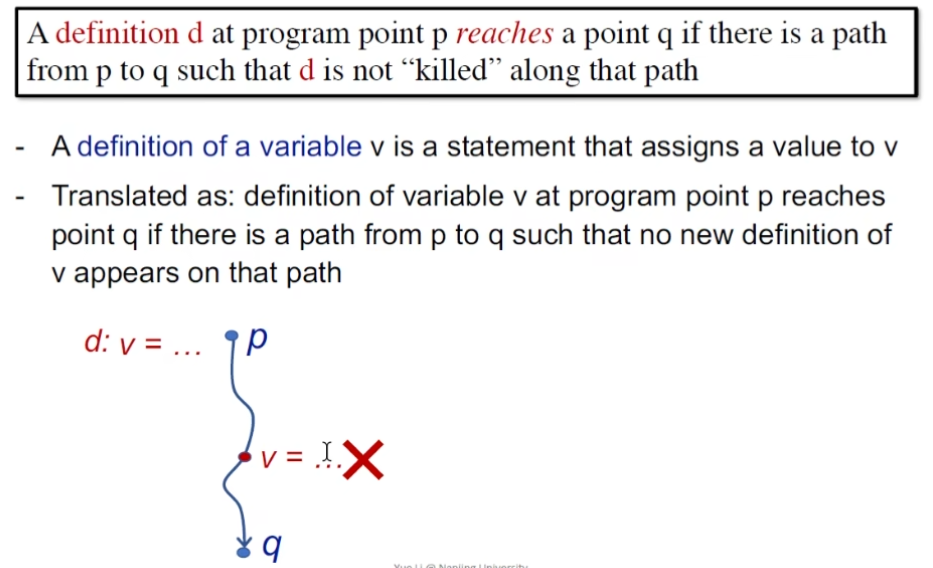 A definition d at program point p reaches a point q if there is a path
from p to q such that d is not “killed” along that path
- A definition of a variable v is a statement that assigns a value to v
- Translated as: definition of variable v at program point p reaches
point q if there is a path from p to q such that no new definition of
v appears on that path
d: v = ...
p
v = ...
q
Yue Li @ Nanjing University